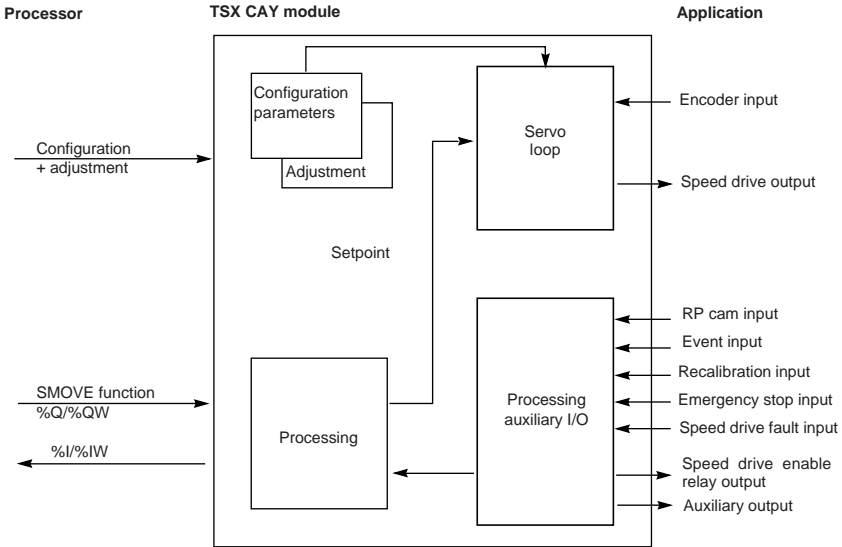 Processor
TSX CAY module
Application
Configuration
parameters
Adjustment
Servo
loop
Encoder input
Speed drive output
Configuration
+ adjustment
Setpoint
SMOVE function
%Q/%QW
%I/%IW
Processing
Processing
auxiliary I/O
RP cam input
Event input
Recalibration input
Emergency stop input
Speed drive fault input
Speed drive enable
relay output
Auxiliary output